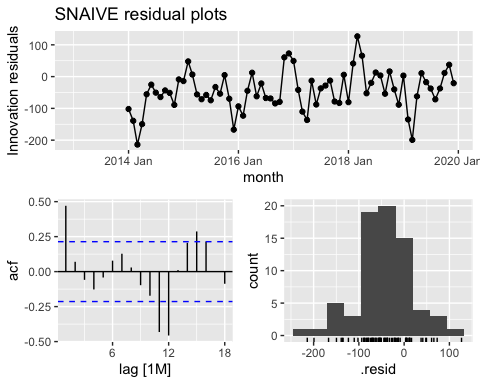 SNAIVE residual plots
Innovation residuals
100
0
-100
-200
2014 Jan 2016 Jan 2018 Jan 2020 Jan
month
acf
0.50
0.25
0.00
-0.25
-0.50
6 12 18
lag [1M]
count
20
15
10
5
0
-200 -100 0 100
.resid